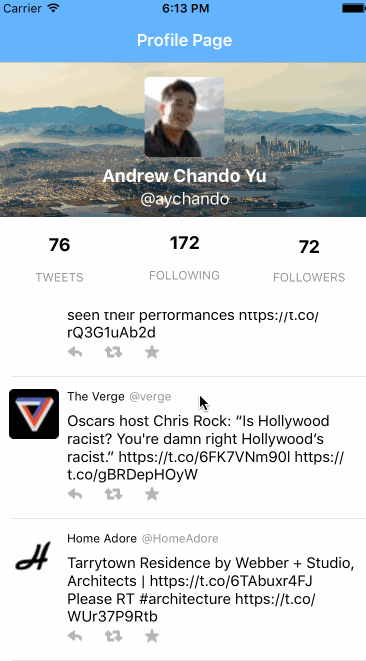 Carrier 6:13 PM
Profile Page
Andrew Chando Yu
@aychando
76 172 72
TWEETS FOLLOWING FOLLOWERS
seen their performances https://t.co/
rQ3G1uAb2d
The Verge @verge
Oscars host Chris Rock: “Is Hollywood
racist? You're damn right Hollywood’s
racist.” https://t.co/6FK7VNm90l https://
t.co/gBRDepHOyW
Home Adore @HomeAdore
Tarrytown Residence by Webber + Studio,
Architects | https://t.co/6TAbuxr4FJ
Please RT #architecture https://t.co/
WUr37P9Rtb